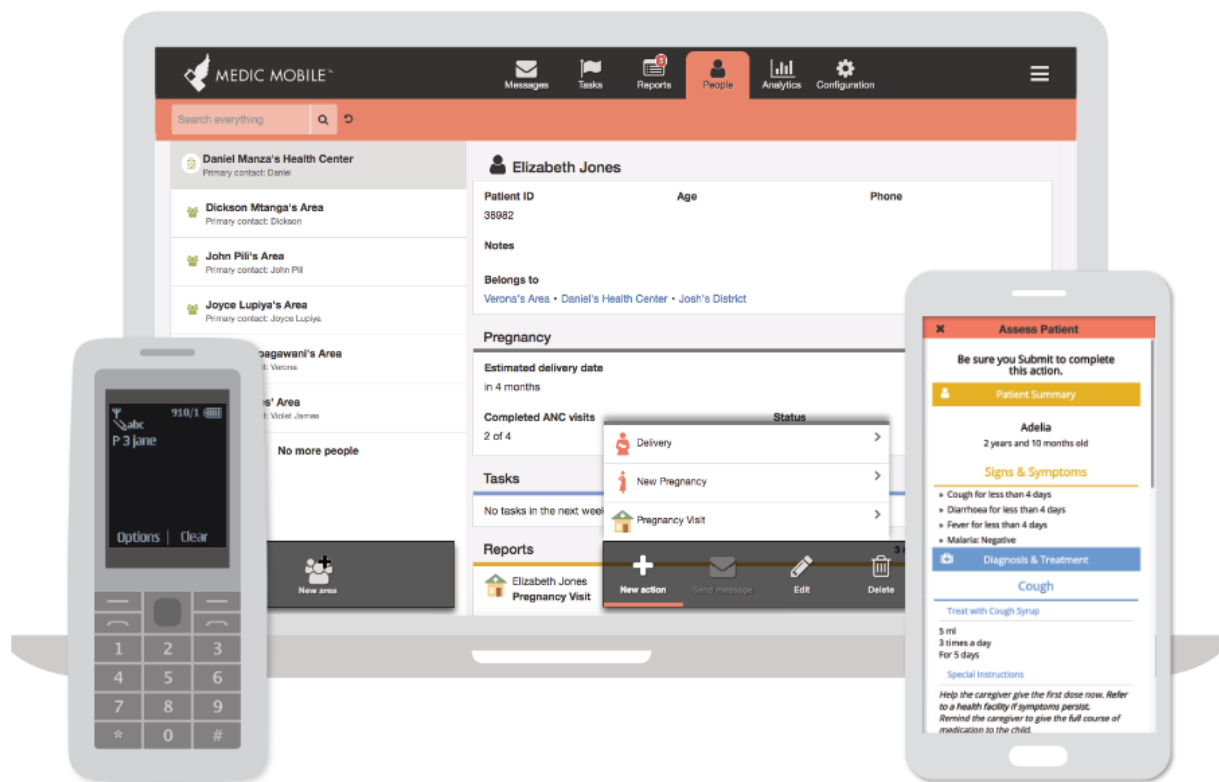 MEDIC MOBILE™
Messages
Tasks
Reports
People
Analytics
Configuration
Search everything
Daniel Manza's Health Center
Primary contact: Daniel
Dickson Mtanga's Area
Primary contact: Dickson
John Pili's Area
Primary contact: John Pili
Joyce Lupiya's Area
Primary contact: Joyce Lupiya
pagawani's Area
ct: Verona
s' Area
ct: Violet James
No more people
New area
Elizabeth Jones
Patient ID Age Phone
38982
Notes
Belongs to
Verona's Area • Daniel's Health Center • Josh's District
Pregnancy
Estimated delivery date
in 4 months
Completed ANC visits Status
2 of 4
Tasks
No tasks in the next week
Reports
Elizabeth Jones
Pregnancy Visit
Delivery
New Pregnancy
Pregnancy Visit
New action
Send message
Edit
Delete
910/1
abc
P 3 jane
Options | Clear
1 2 3
4 5 6
7 8 9
* 0 #
Assess Patient
Be sure you Submit to complete
this action.
Patient Summary
Adelia
2 years and 10 months old
Signs & Symptoms
» Cough for less than 4 days
» Diarrhoea for less than 4 days
» Fever for less than 4 days
» Malaria: Negative
Diagnosis & Treatment
Cough
Treat with Cough Syrup
5 ml
3 times a day
For 5 days
Special Instructions
Help the caregiver give the first dose now. Refer
to a health facility if symptoms persist.
Remind the caregiver to give the full course of
medication to the child.